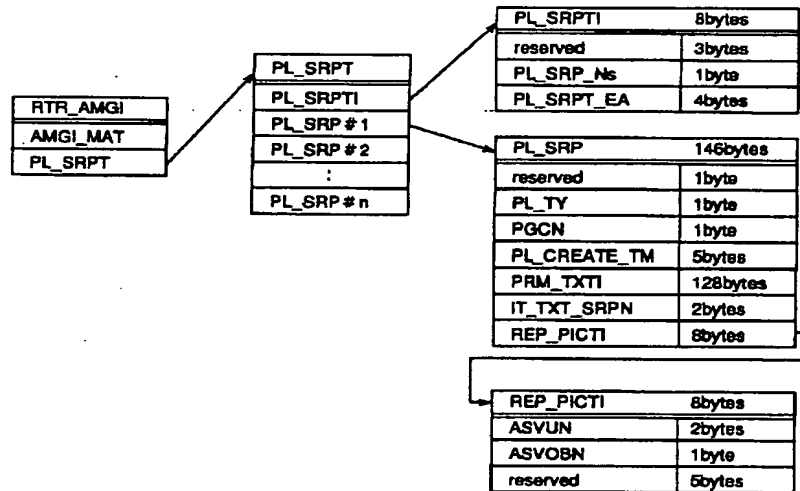 RTR_AMGI
AMGI_MAT
PL_SRPT
PL_SRPT
PL_SRPTI
PL_SRP#1
PL_SRP#2
:
PL_SRP#n
PL_SRPTI 8bytes
reserved 3bytes
PL_SRP_Ns 1byte
PL_SRPT_EA 4bytes
PL_SRP 146bytes
reserved 1byte
PL_TY 1byte
PGCN 1byte
PL_CREATE_TM 5bytes
PRM_TXTI 128bytes
IT_TXT_SRPN 2bytes
REP_PICTI 8bytes
REP_PICTI 8bytes
ASVUN 2bytes
ASVOBN 1byte
reserved 5bytes